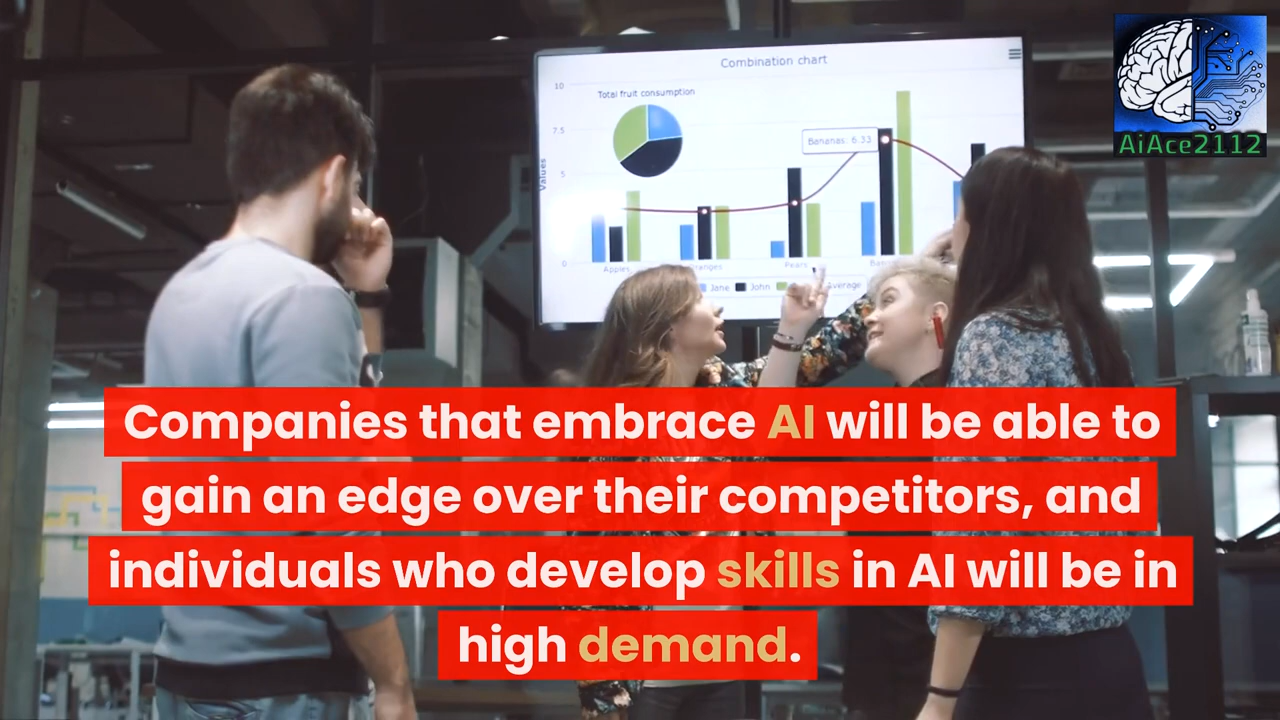 Combination chart
AiAce2112
10
Total fruit consumption
7.5
Bananas: 6.33
5
Values
0
Apples
Pears
Jane
John
Average
Companies that embrace AI will be able to
gain an edge over their competitors, and
individuals who develop skills in AI will be in
high demand.